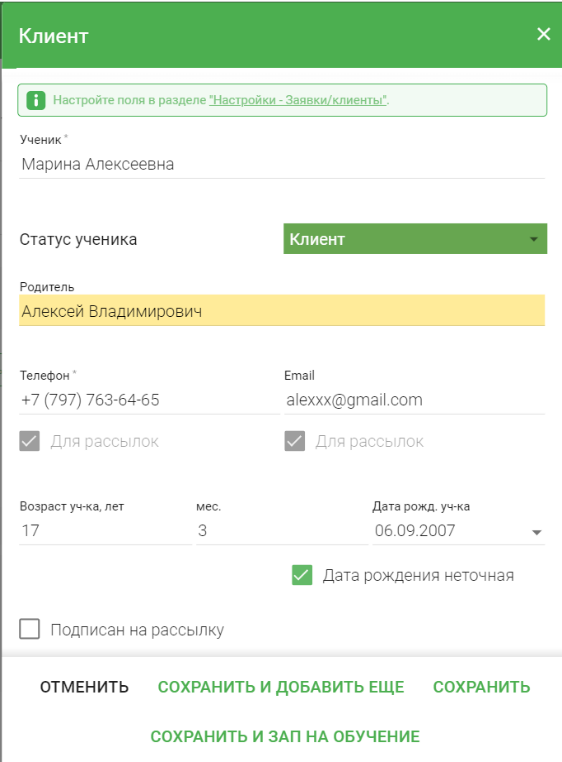 Клиент
Настройте поля в разделе "Настройки - Заявки/клиенты".
Ученик *
Марина Алексеевна
Статус ученика Клиент
Родитель
Алексей Владимирович
Телефон * Email
+7 (797) 763-64-65 alexxx@gmail.com
Для рассылок Для рассылок
Возраст уч-ка, лет мес. Дата рожд. уч-ка
17 3 06.09.2007
Дата рождения неточная
Подписан на рассылку
ОТМЕНИТЬ СОХРАНИТЬ И ДОБАВИТЬ ЕЩЕ СОХРАНИТЬ
СОХРАНИТЬ И ЗАП НА ОБУЧЕНИЕ